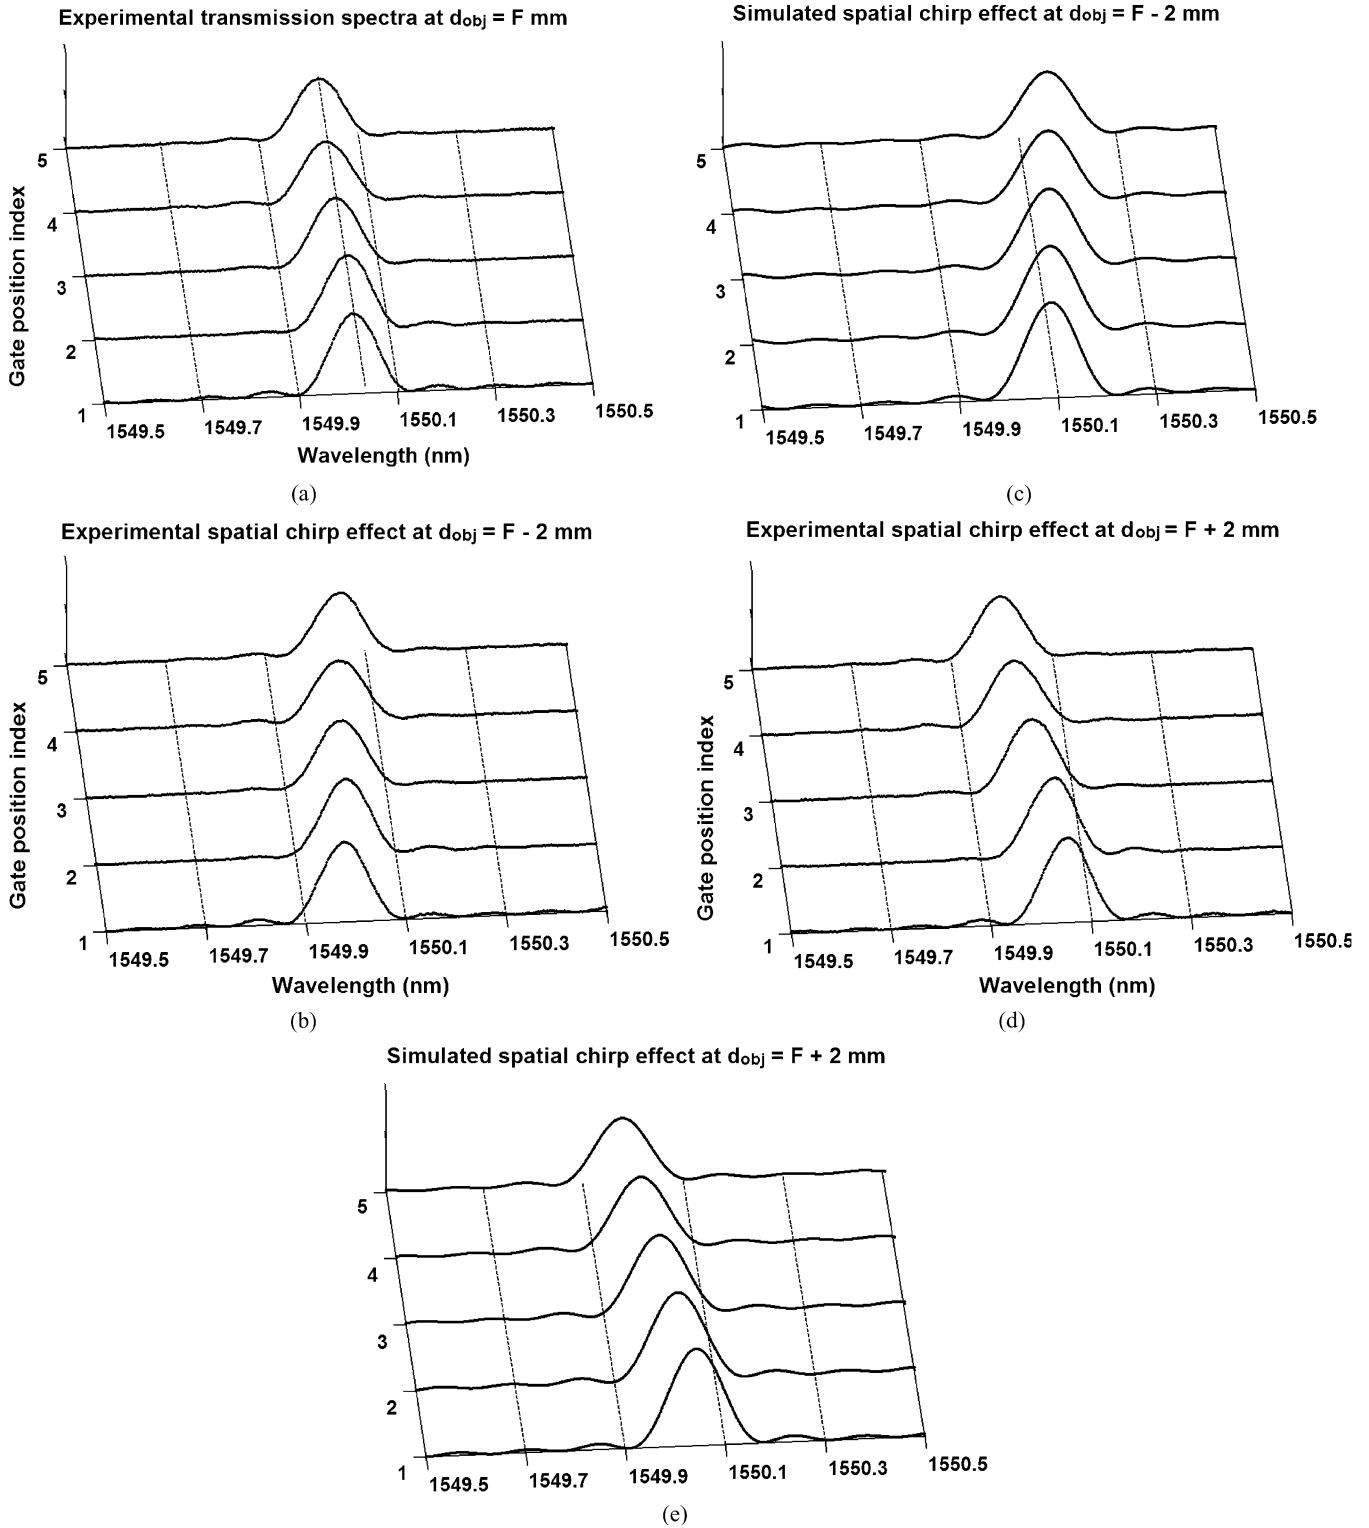 Experimental transmission spectra at dobj = F mm
Gate position index
5
4
3
2
1
1549.5 1549.7 1549.9 1550.1 1550.3 1550.5
Wavelength (nm)
(a)
Simulated spatial chirp effect at dobj = F - 2 mm
5
4
3
2
1
1549.5 1549.7 1549.9 1550.1 1550.3 1550.5
(c)
Experimental spatial chirp effect at dobj = F - 2 mm
Gate position index
5
4
3
2
1
1549.5 1549.7 1549.9 1550.1 1550.3 1550.5
Wavelength (nm)
(b)
Experimental spatial chirp effect at dobj = F + 2 mm
Gate position index
5
4
3
2
1
1549.5 1549.7 1549.9 1550.1 1550.3 1550.5
Wavelength (nm)
(d)
Simulated spatial chirp effect at dobj = F + 2 mm
5
4
3
2
1
1549.5 1549.7 1549.9 1550.1 1550.3 1550.5
(e)